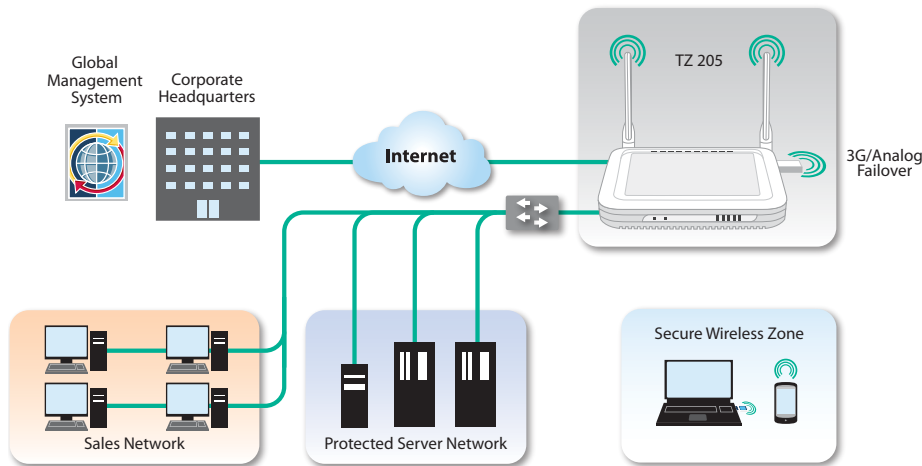 Global
Management
System
Corporate
Headquarters
Internet
TZ 205
3G/Analog
Failover
Sales Network
Protected Server Network
Secure Wireless Zone